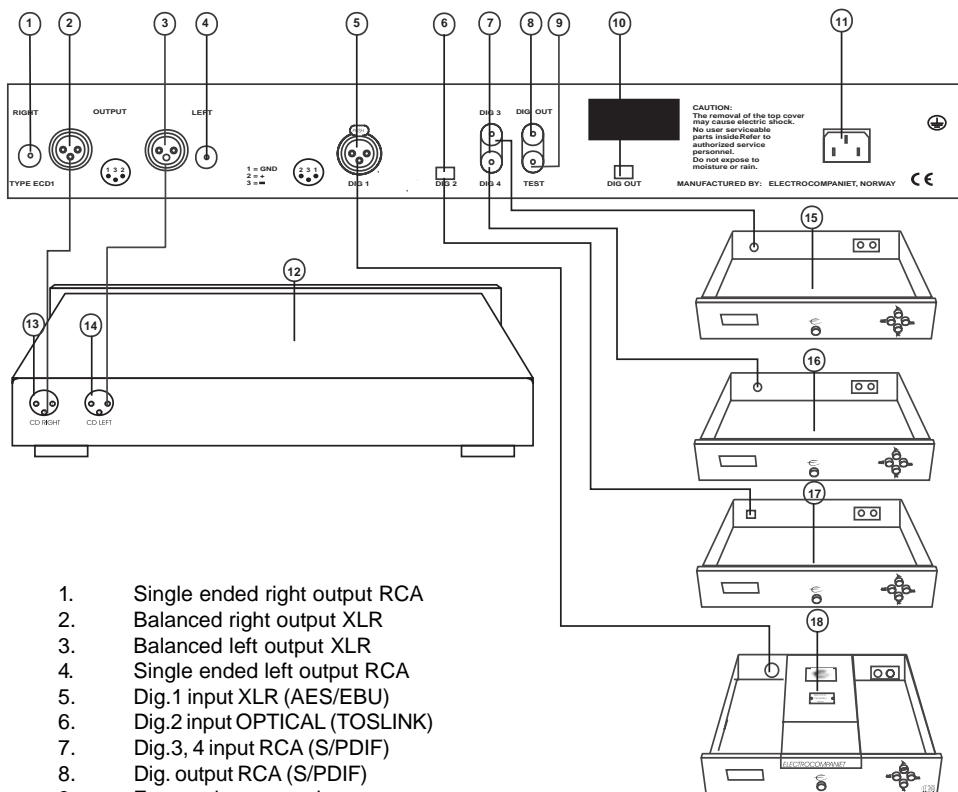 1 2 3 4 5 6 7 8 9 10 11
RIGHT OUTPUT LEFT
DIG 3 DIG. OUT
CAUTION:
The removal of the top cover
may cause electric shock.
No user serviceable
parts inside.Refer to
authorized service
personnel.
Do not expose to
moisture or rain.
PUSH
1 3 2
1 = GND
2 = +
3 = -
2 3 1
TYPE ECD1 DIG 1 DIG 2 DIG 4 TEST DIG OUT MANUFACTURED BY: ELECTROCOMPANIET, NORWAY CE
15
12
13 14
CD RIGHT CD LEFT
16
17
18
ELECTROCOMPANIET
1. Single ended right output RCA
2. Balanced right output XLR
3. Balanced left output XLR
4. Single ended left output RCA
5. Dig.1 input XLR (AES/EBU)
6. Dig.2 input OPTICAL (TOSLINK)
7. Dig.3, 4 input RCA (S/PDIF)
8. Dig. output RCA (S/PDIF)